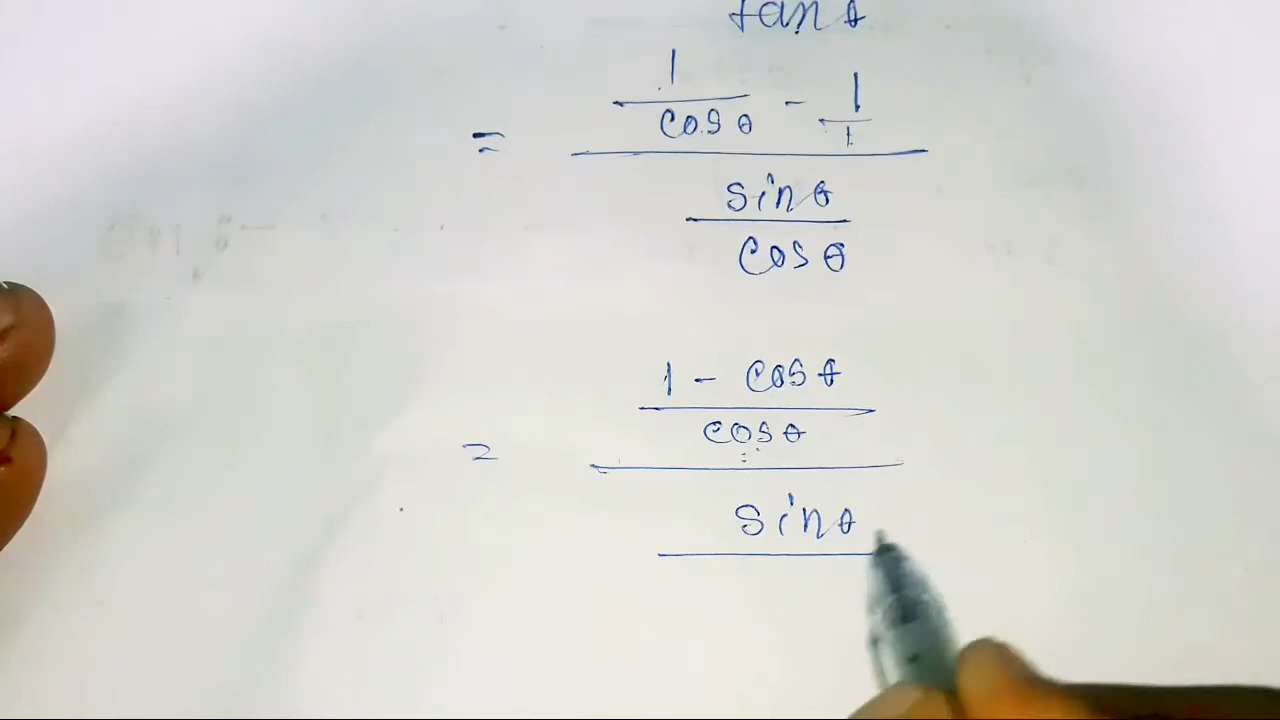 tan θ
1 / cos θ - 1 / 1
=
sin θ
cos θ
1 - cos θ
cos θ
=
sin θ